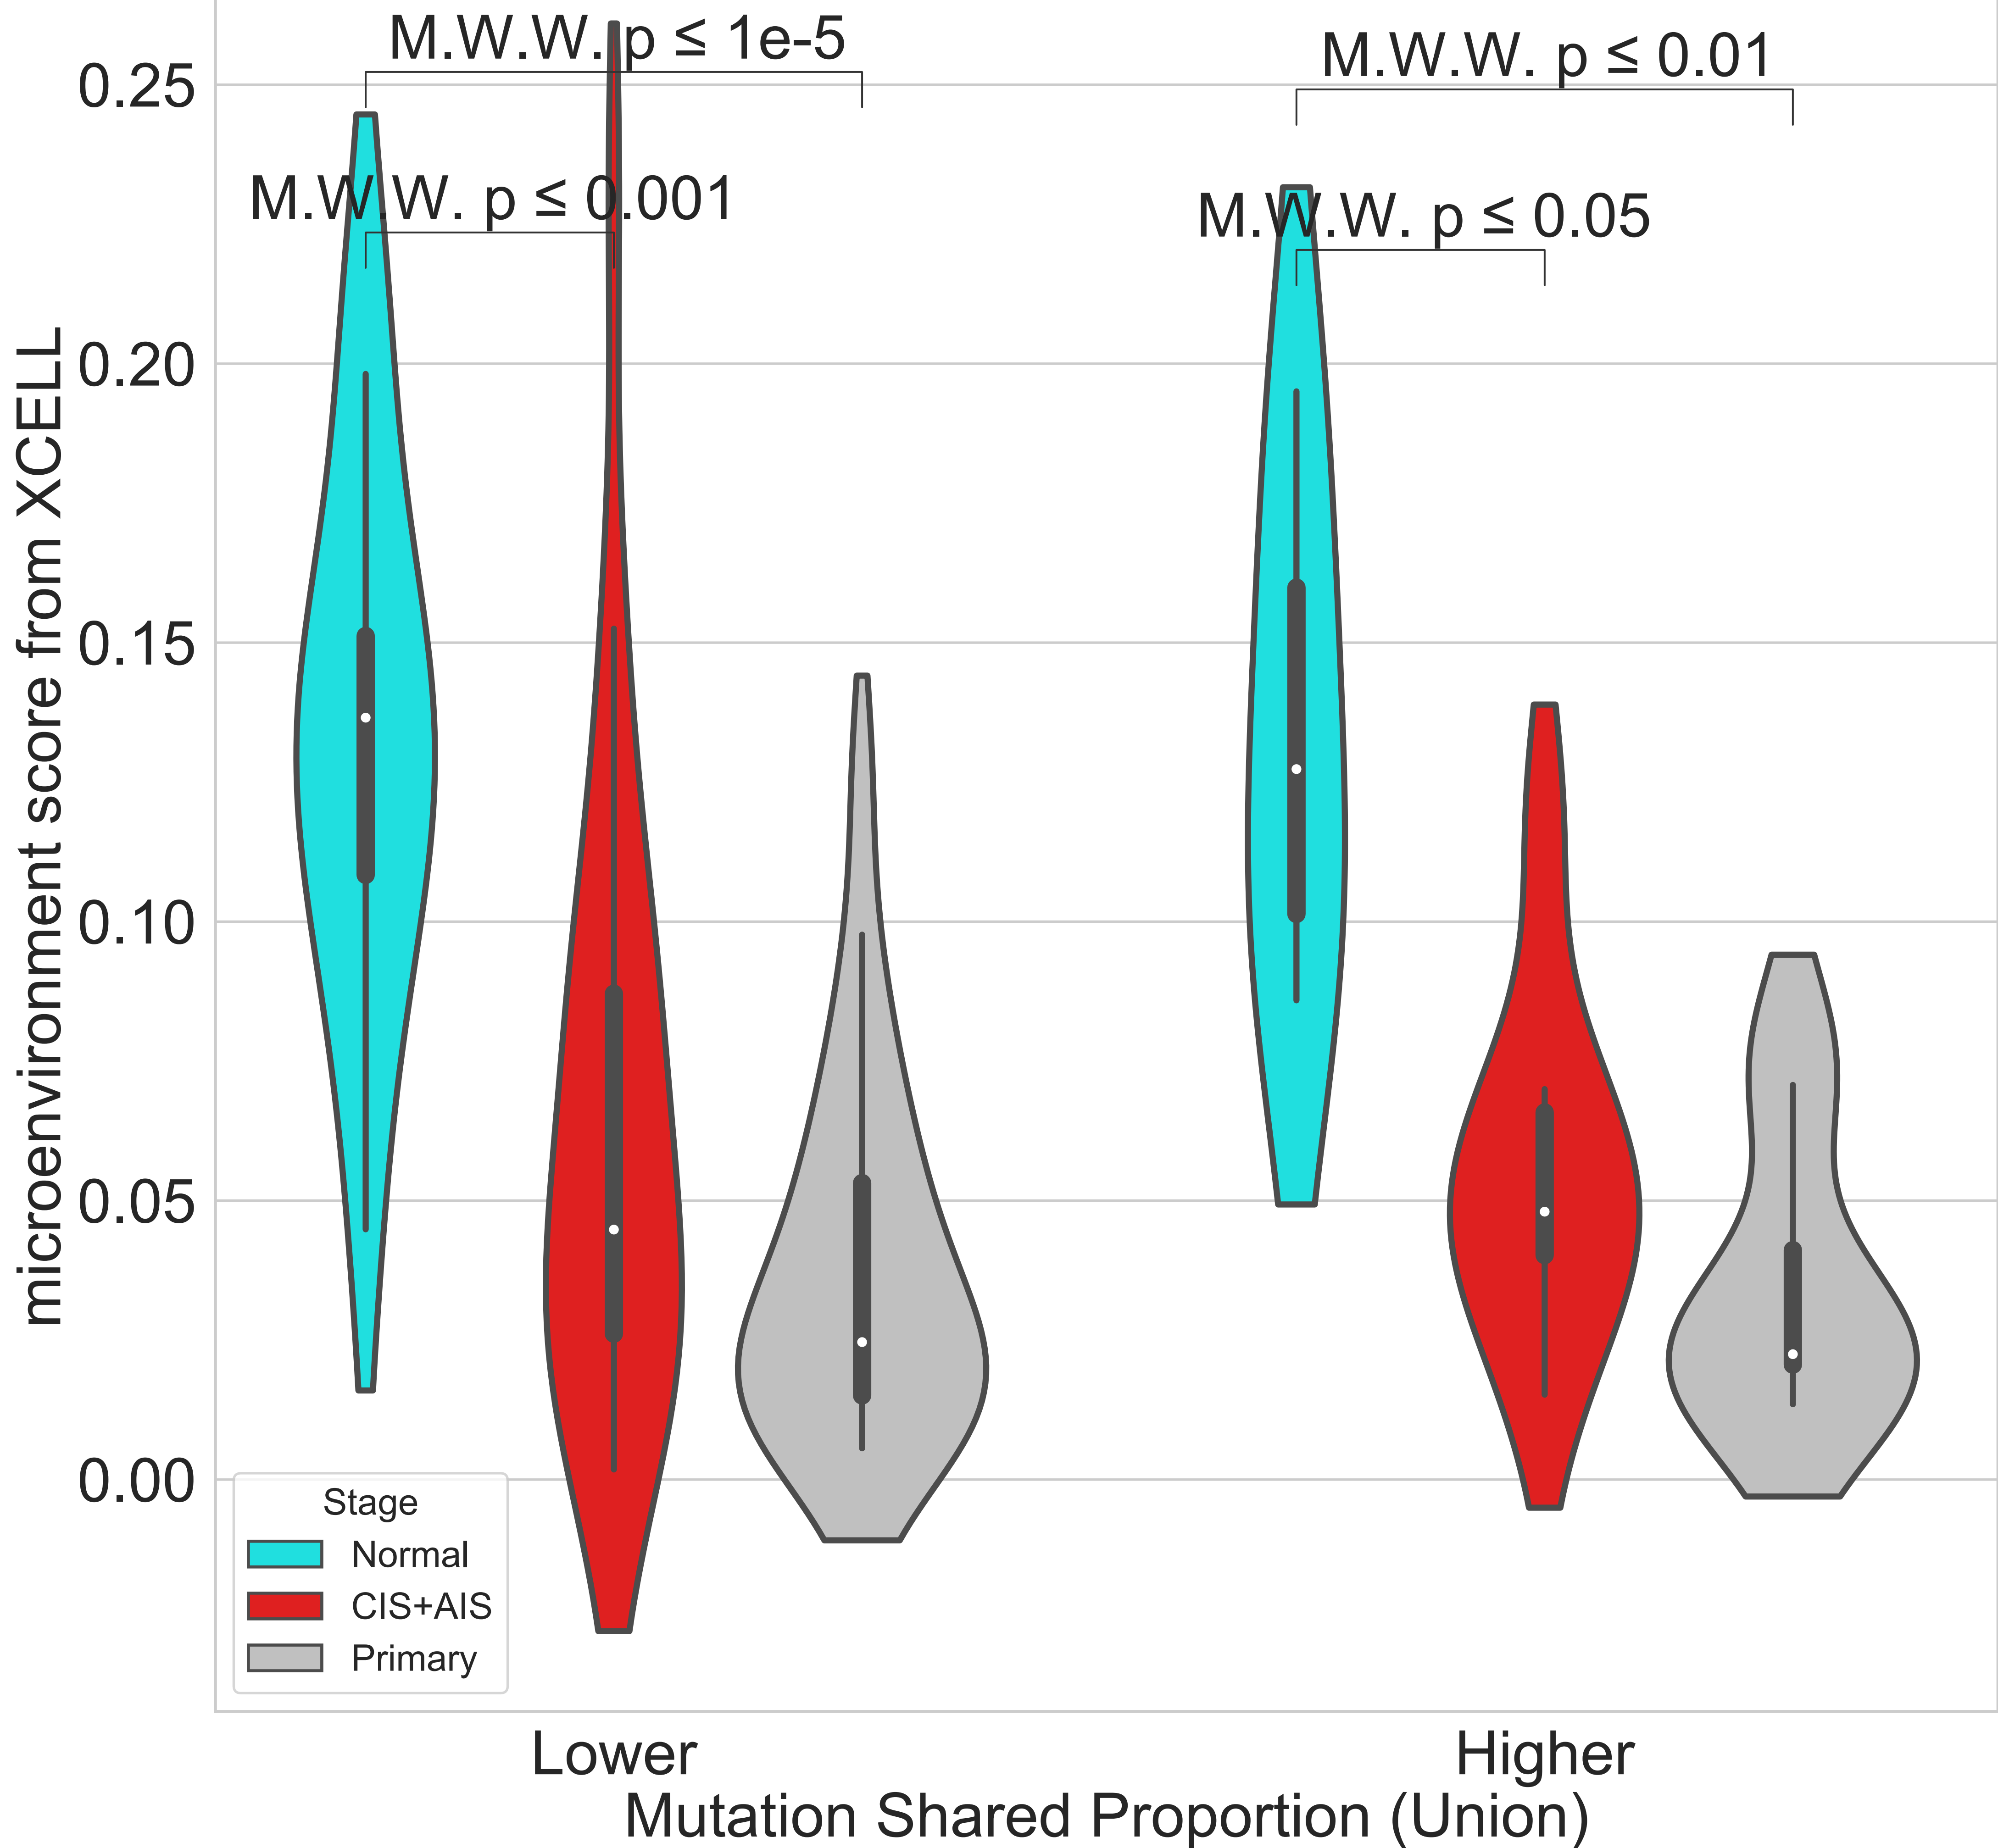 M.W.W. p ≤ 1e-5
M.W.W. p ≤ 0.01
M.W.W. p ≤ 0.001
M.W.W. p ≤ 0.05
microenvironment score from XCELL
0.25
0.20
0.15
0.10
0.05
0.00
Stage
Normal
CIS+AIS
Primary
Lower
Higher
Mutation Shared Proportion (Union)